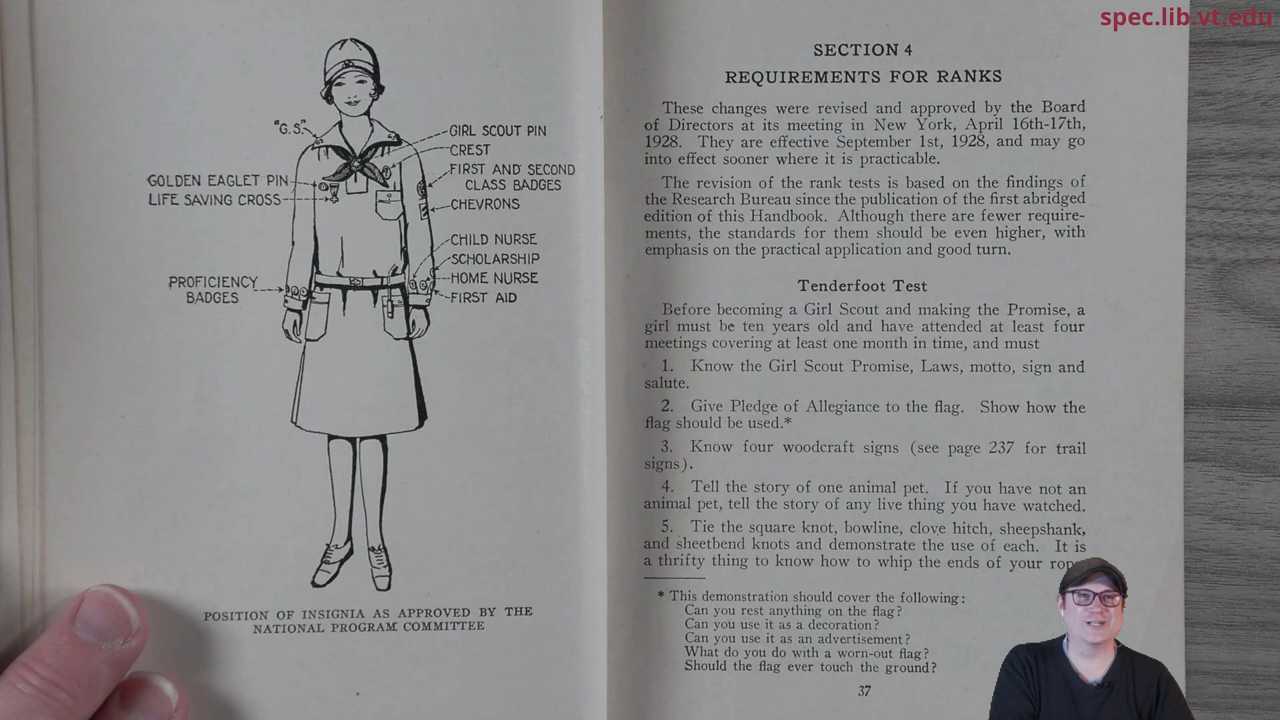 spec.lib.vt.edu
"G.S."
GIRL SCOUT PIN
CREST
FIRST AND SECOND
CLASS BADGES
GOLDEN EAGLET PIN
LIFE SAVING CROSS
CHEVRONS
CHILD NURSE
SCHOLARSHIP
HOME NURSE
FIRST AID
PROFICIENCY
BADGES
POSITION OF INSIGNIA AS APPROVED BY THE
NATIONAL PROGRAM COMMITTEE
SECTION 4
REQUIREMENTS FOR RANKS
These changes were revised and approved by the Board
of Directors at its meeting in New York, April 16th-17th,
1928. They are effective September 1st, 1928, and may go
into effect sooner where it is practicable.
The revision of the rank tests is based on the findings of
the Research Bureau since the publication of the first abridged
edition of this Handbook. Although there are fewer require-
ments, the standards for them should be even higher, with
emphasis on the practical application and good turn.
Tenderfoot Test
Before becoming a Girl Scout and making the Promise, a
girl must be ten years old and have attended at least four
meetings covering at least one month in time, and must
1. Know the Girl Scout Promise, Laws, motto, sign and
salute.
2. Give Pledge of Allegiance to the flag. Show how the
flag should be used.*
3. Know four woodcraft signs (see page 237 for trail
signs).
4. Tell the story of one animal pet. If you have not an
animal pet, tell the story of any live thing you have watched.
5. Tie the square knot, bowline, clove hitch, sheepshank,
and sheetbend knots and demonstrate the use of each. It is
a thrifty thing to know how to whip the ends of your
* This demonstration should cover the following:
Can you rest anything on the flag?
Can you use it as a decoration?
Can you use it as an advertisement?
What do you do with a worn-out flag?
Should the flag ever touch the ground?
37